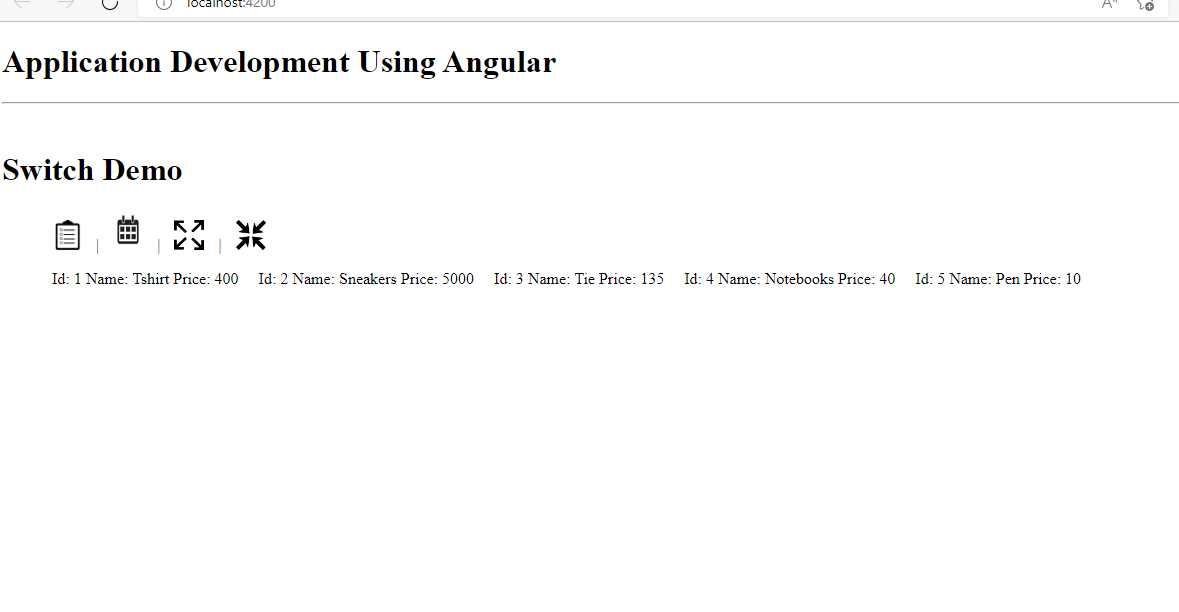 localhost:4200
Application Development Using Angular
Switch Demo
| | |
Id: 1 Name: Tshirt Price: 400 Id: 2 Name: Sneakers Price: 5000 Id: 3 Name: Tie Price: 135 Id: 4 Name: Notebooks Price: 40 Id: 5 Name: Pen Price: 10